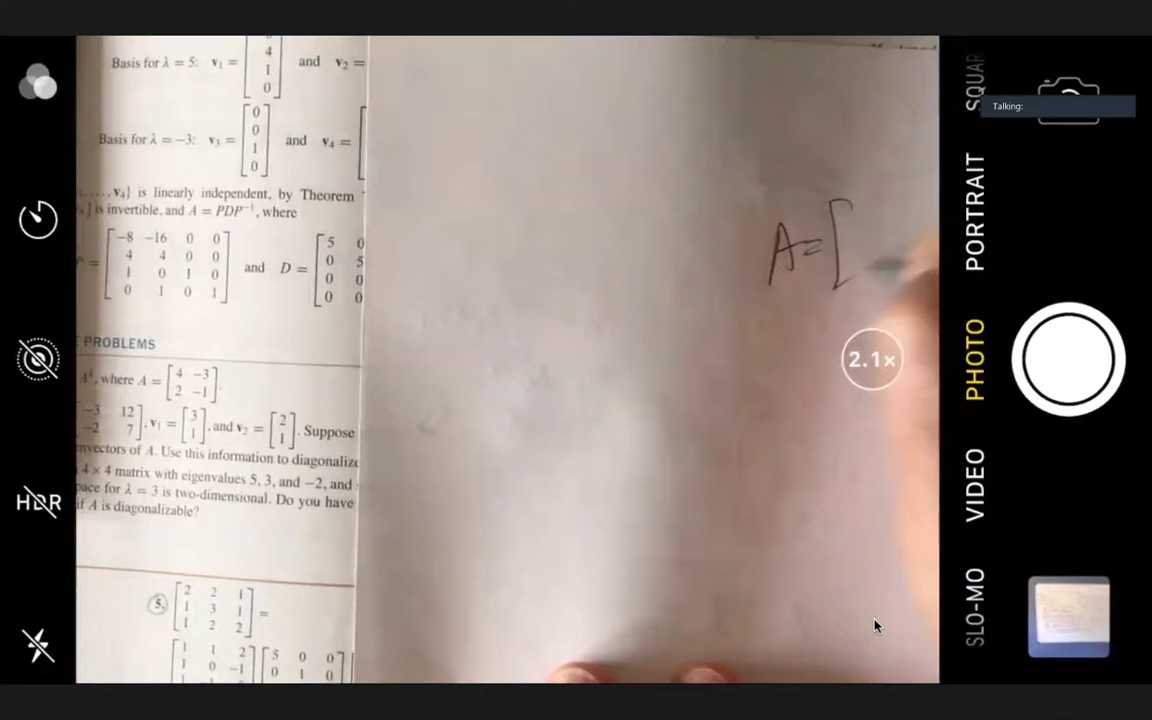 Basis for λ = 5: v₁ = [ 4 1 0 ] and v₂ =
Basis for λ = −3: v₃ = [ 0 0 1 0 ] and v₄ = [
, ..., v₄} is linearly independent, by Theorem
} is invertible, and A = PDP⁻¹, where
= [ −8 −16 0 0
4 4 0 0
1 0 1 0
0 1 0 1 ] and D = [ 5 0
0 5
0 0
0 0
PROBLEMS
, where A = [ 4 −3
2 −1 ].
−3 12
−2 7 ], v₁ = [ 3 1 ], and v₂ = [ 2 1 ]. Suppose
nvectors of A. Use this information to diagonalize
4 × 4 matrix with eigenvalues 5, 3, and −2, and
pace for λ = 3 is two-dimensional. Do you have
if A is diagonalizable?
5. [ 2 2 1
1 3 1
1 2 2 ] =
[ 1 1 2 ] [ 5 0 0 ]
1 0 −1 0 1 0
A = [
2.1×
HDR
SQUAR
PORTRAIT
PHOTO
VIDEO
SLO-MO
Talking: